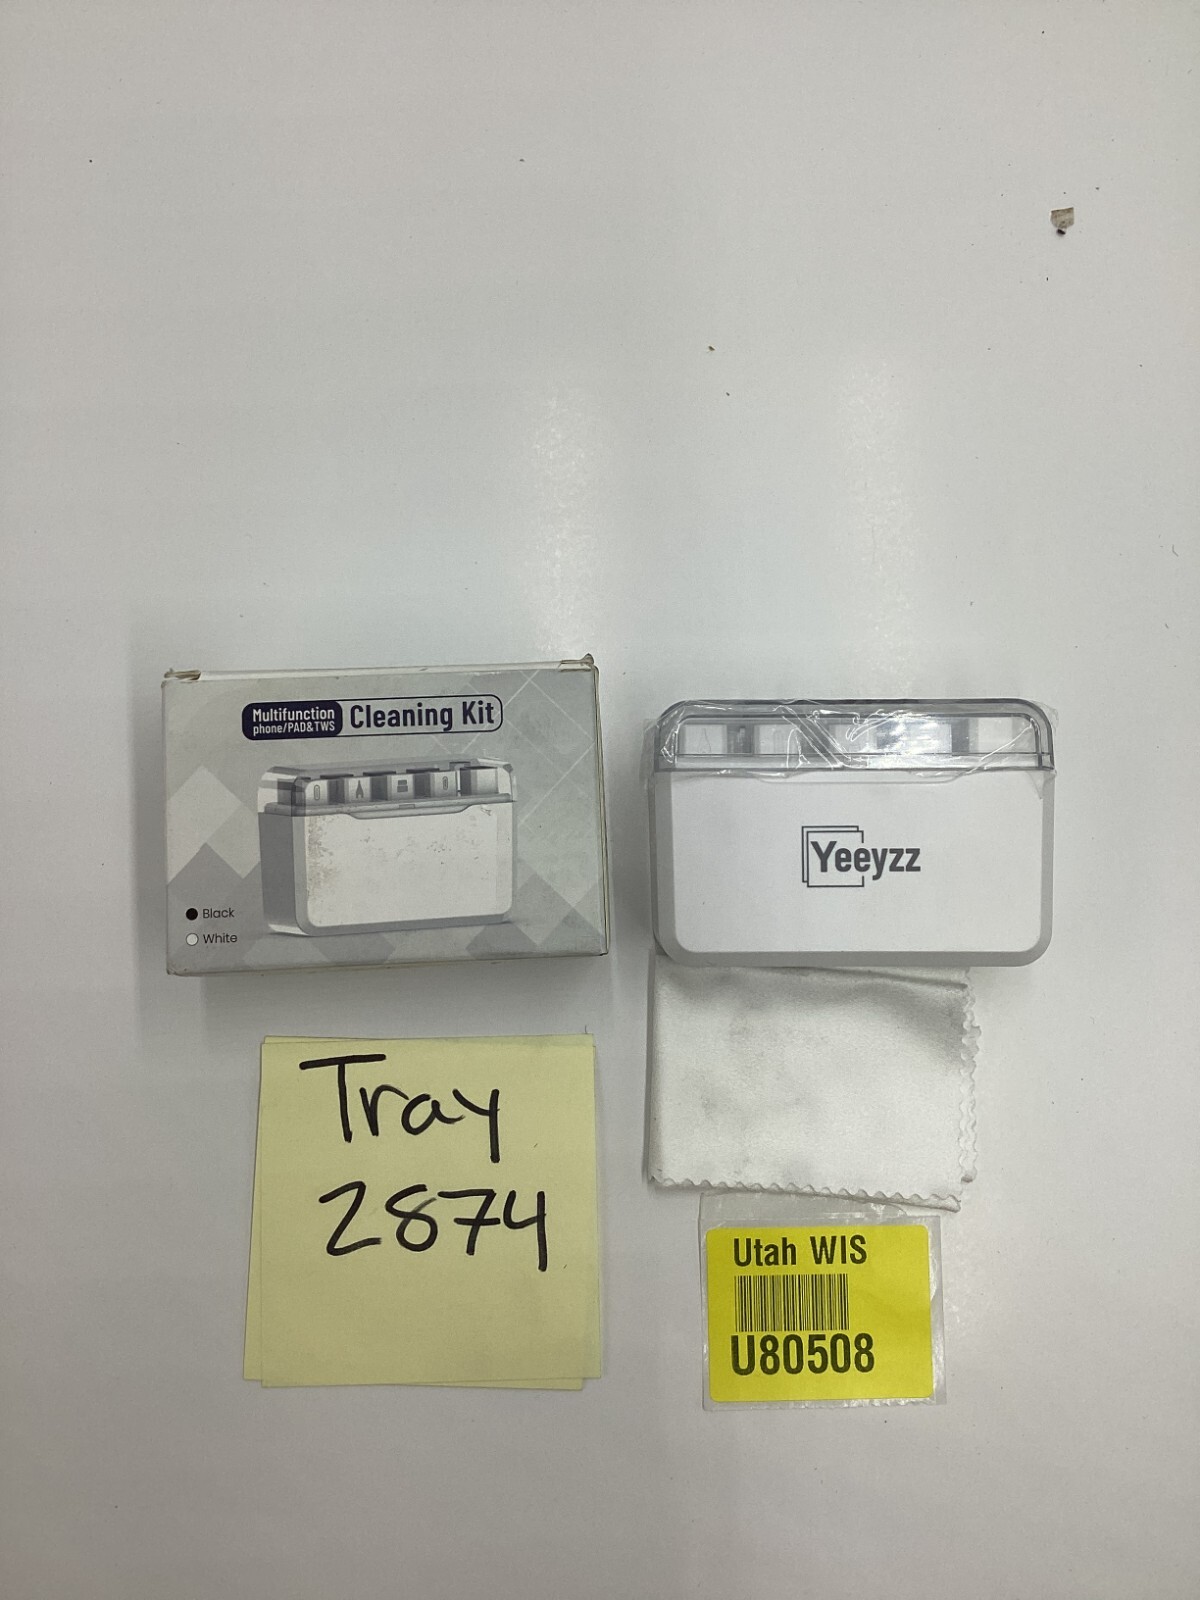 Multifunction
phone/PAD&TWS
Cleaning Kit
Black
White
Yeeyzz
Tray
2874
Utah WIS
U80508